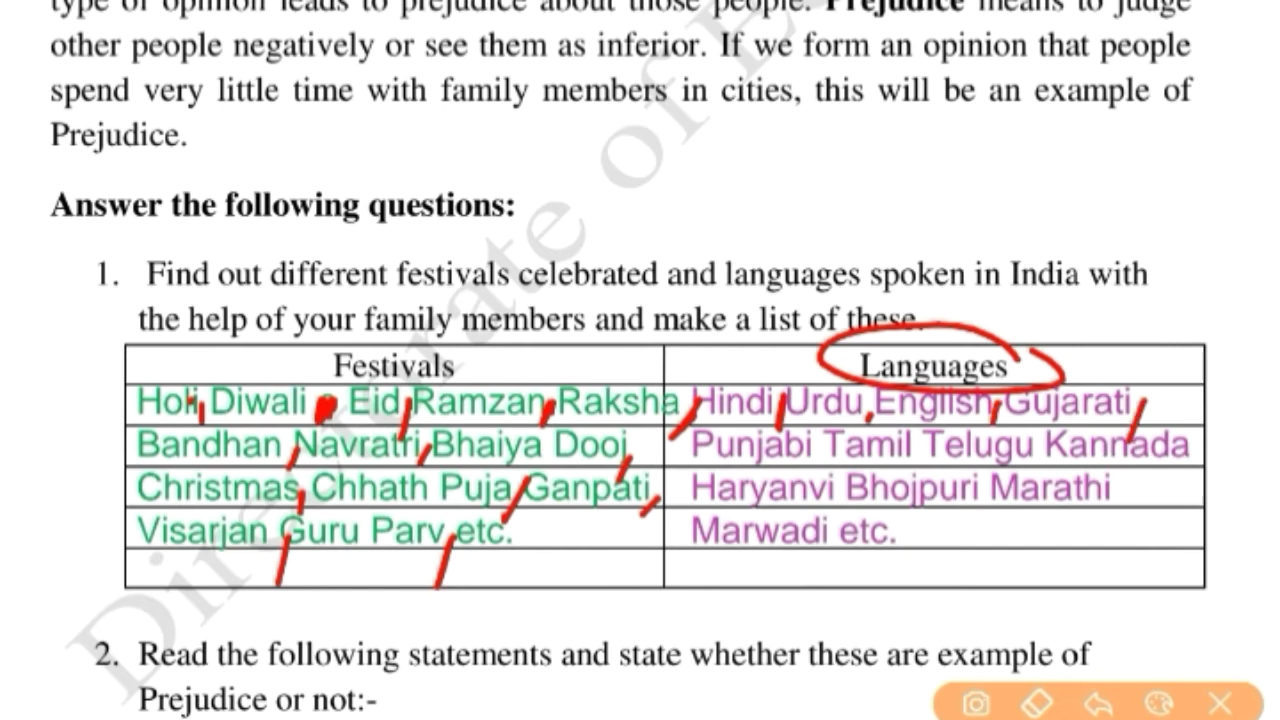 type of opinion leads to prejudice about those people. Prejudice means to judge
other people negatively or see them as inferior. If we form an opinion that people
spend very little time with family members in cities, this will be an example of
Prejudice.
Answer the following questions:
1. Find out different festivals celebrated and languages spoken in India with
the help of your family members and make a list of these.
Festivals
Languages
Holi, Diwali , Eid,Ramzan,Raksha
Hindi,Urdu,English,Gujarati,
Bandhan ,Navratri,Bhaiya Dooj,
Punjabi Tamil Telugu Kannada
Christmas, Chhath Puja,Ganpati,
Haryanvi Bhojpuri Marathi
Visarjan Guru Parv,etc.
Marwadi etc.
2. Read the following statements and state whether these are example of
Prejudice or not:-